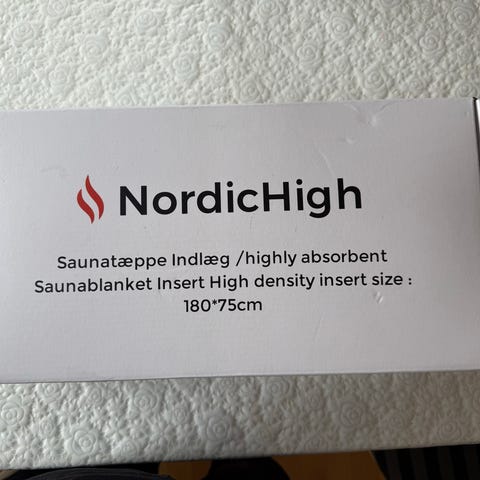 NordicHigh
Saunatæppe Indlæg /highly absorbent
Saunablanket Insert High density insert size :
180*75cm